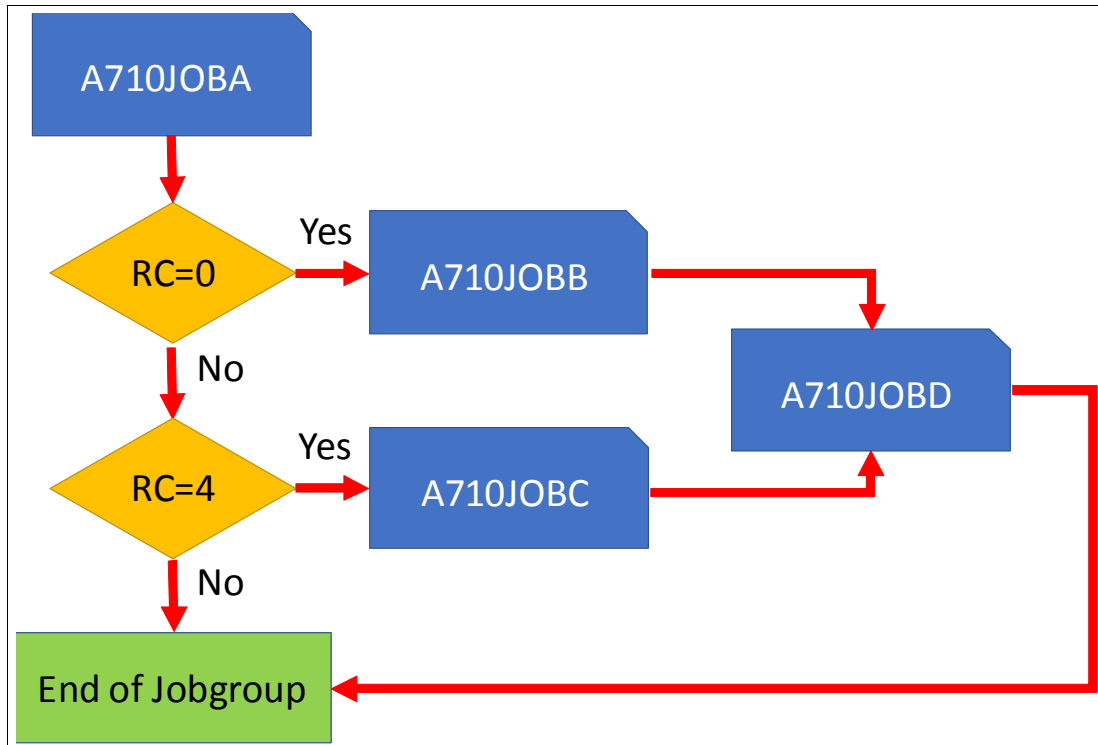 A710JOBA
RC=0
Yes
A710JOBB
No
A710JOBD
RC=4
Yes
A710JOBC
No
End of Jobgroup